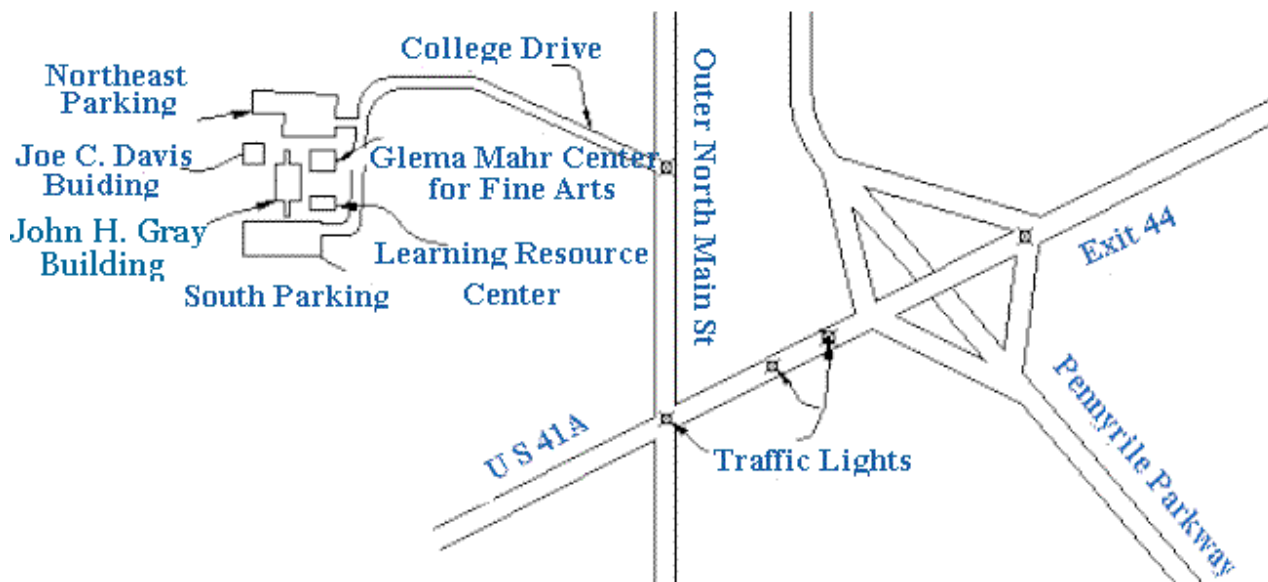 College Drive
Northeast
Parking
Joe C. Davis
Buiding
John H. Gray
Building
South Parking
Glema Mahr Center
for Fine Arts
Learning Resource
Center
Outer North Main St
U S 41A
Traffic Lights
Exit 44
Pennyrile Parkway